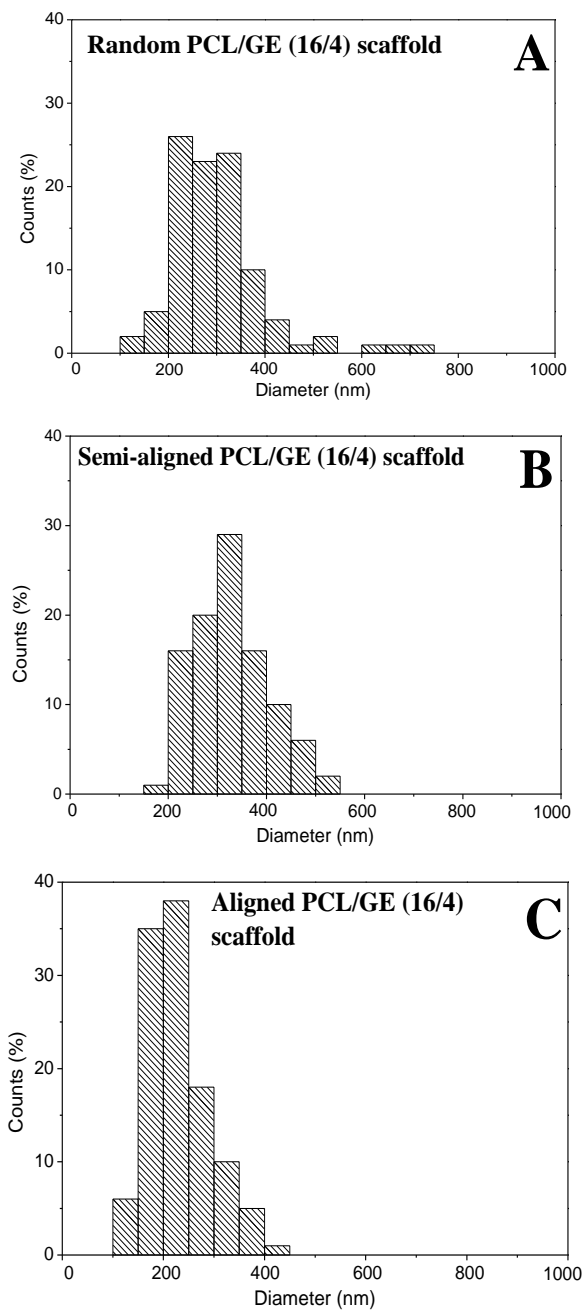 Random PCL/GE (16/4) scaffold
A
40
30
20
10
0
Counts (%)
0 200 400 600 800 1000
Diameter (nm)
Semi-aligned PCL/GE (16/4) scaffold
B
40
30
20
10
0
Counts (%)
0 200 400 600 800 1000
Diameter (nm)
Aligned PCL/GE (16/4)
scaffold
C
40
30
20
10
0
Counts (%)
0 200 400 600 800 1000
Diameter (nm)